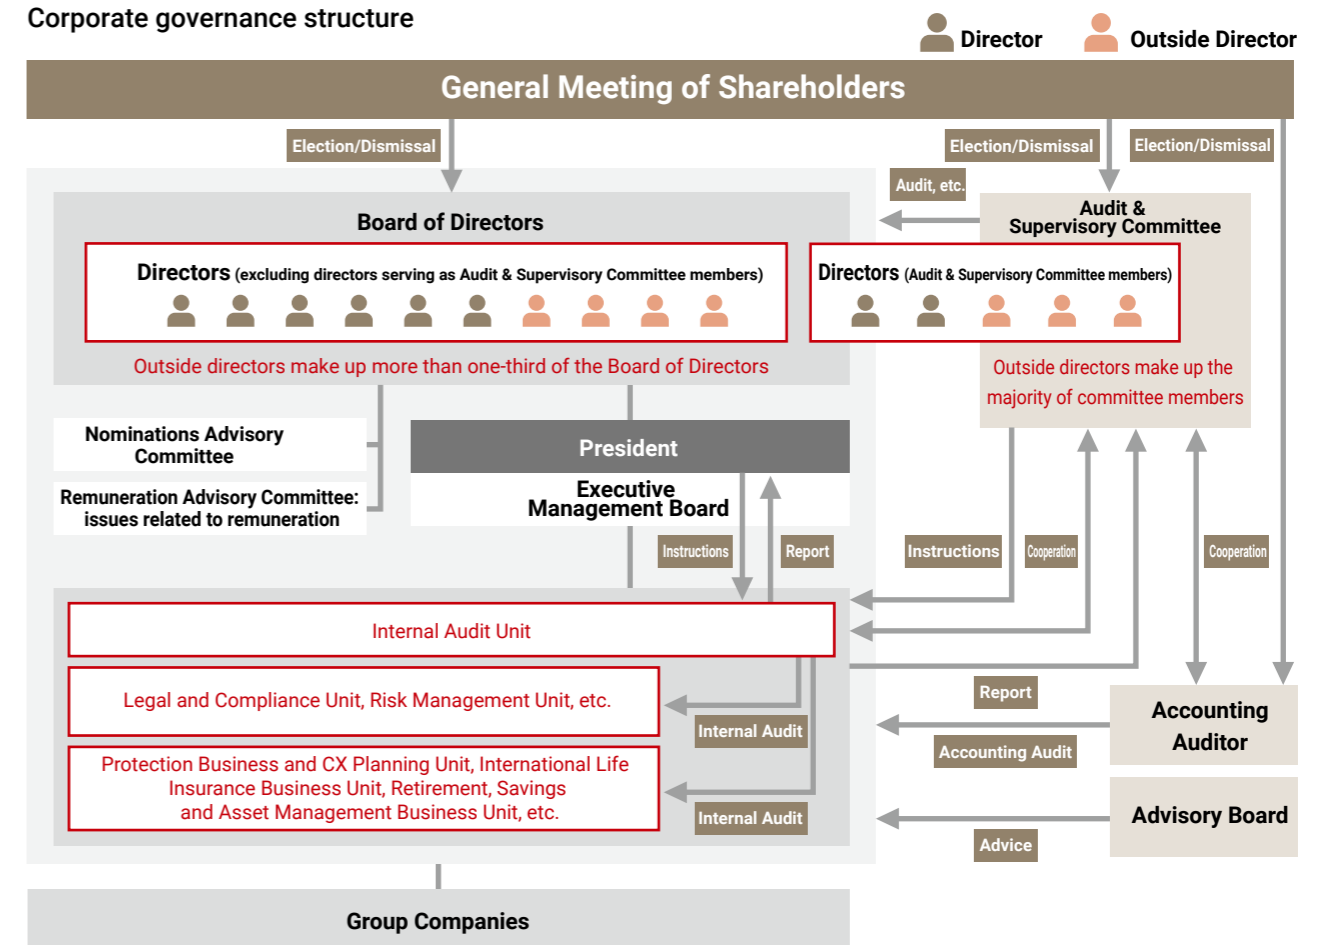 Corporate governance structure
Director
Outside Director
General Meeting of Shareholders
Election/Dismissal
Election/Dismissal
Election/Dismissal
Audit, etc.
Board of Directors
Audit &
Supervisory Committee
Directors (excluding directors serving as Audit & Supervisory Committee members)
Directors (Audit & Supervisory Committee members)
Outside directors make up more than one-third of the Board of Directors
Outside directors make up the
majority of committee members
Nominations Advisory
Committee
Remuneration Advisory Committee:
issues related to remuneration
President
Executive
Management Board
Instructions
Report
Instructions
Cooperation
Cooperation
Internal Audit Unit
Legal and Compliance Unit, Risk Management Unit, etc.
Internal Audit
Protection Business and CX Planning Unit, International Life
Insurance Business Unit, Retirement, Savings
and Asset Management Business Unit, etc.
Internal Audit
Report
Accounting
Auditor
Accounting Audit
Advisory Board
Advice
Group Companies